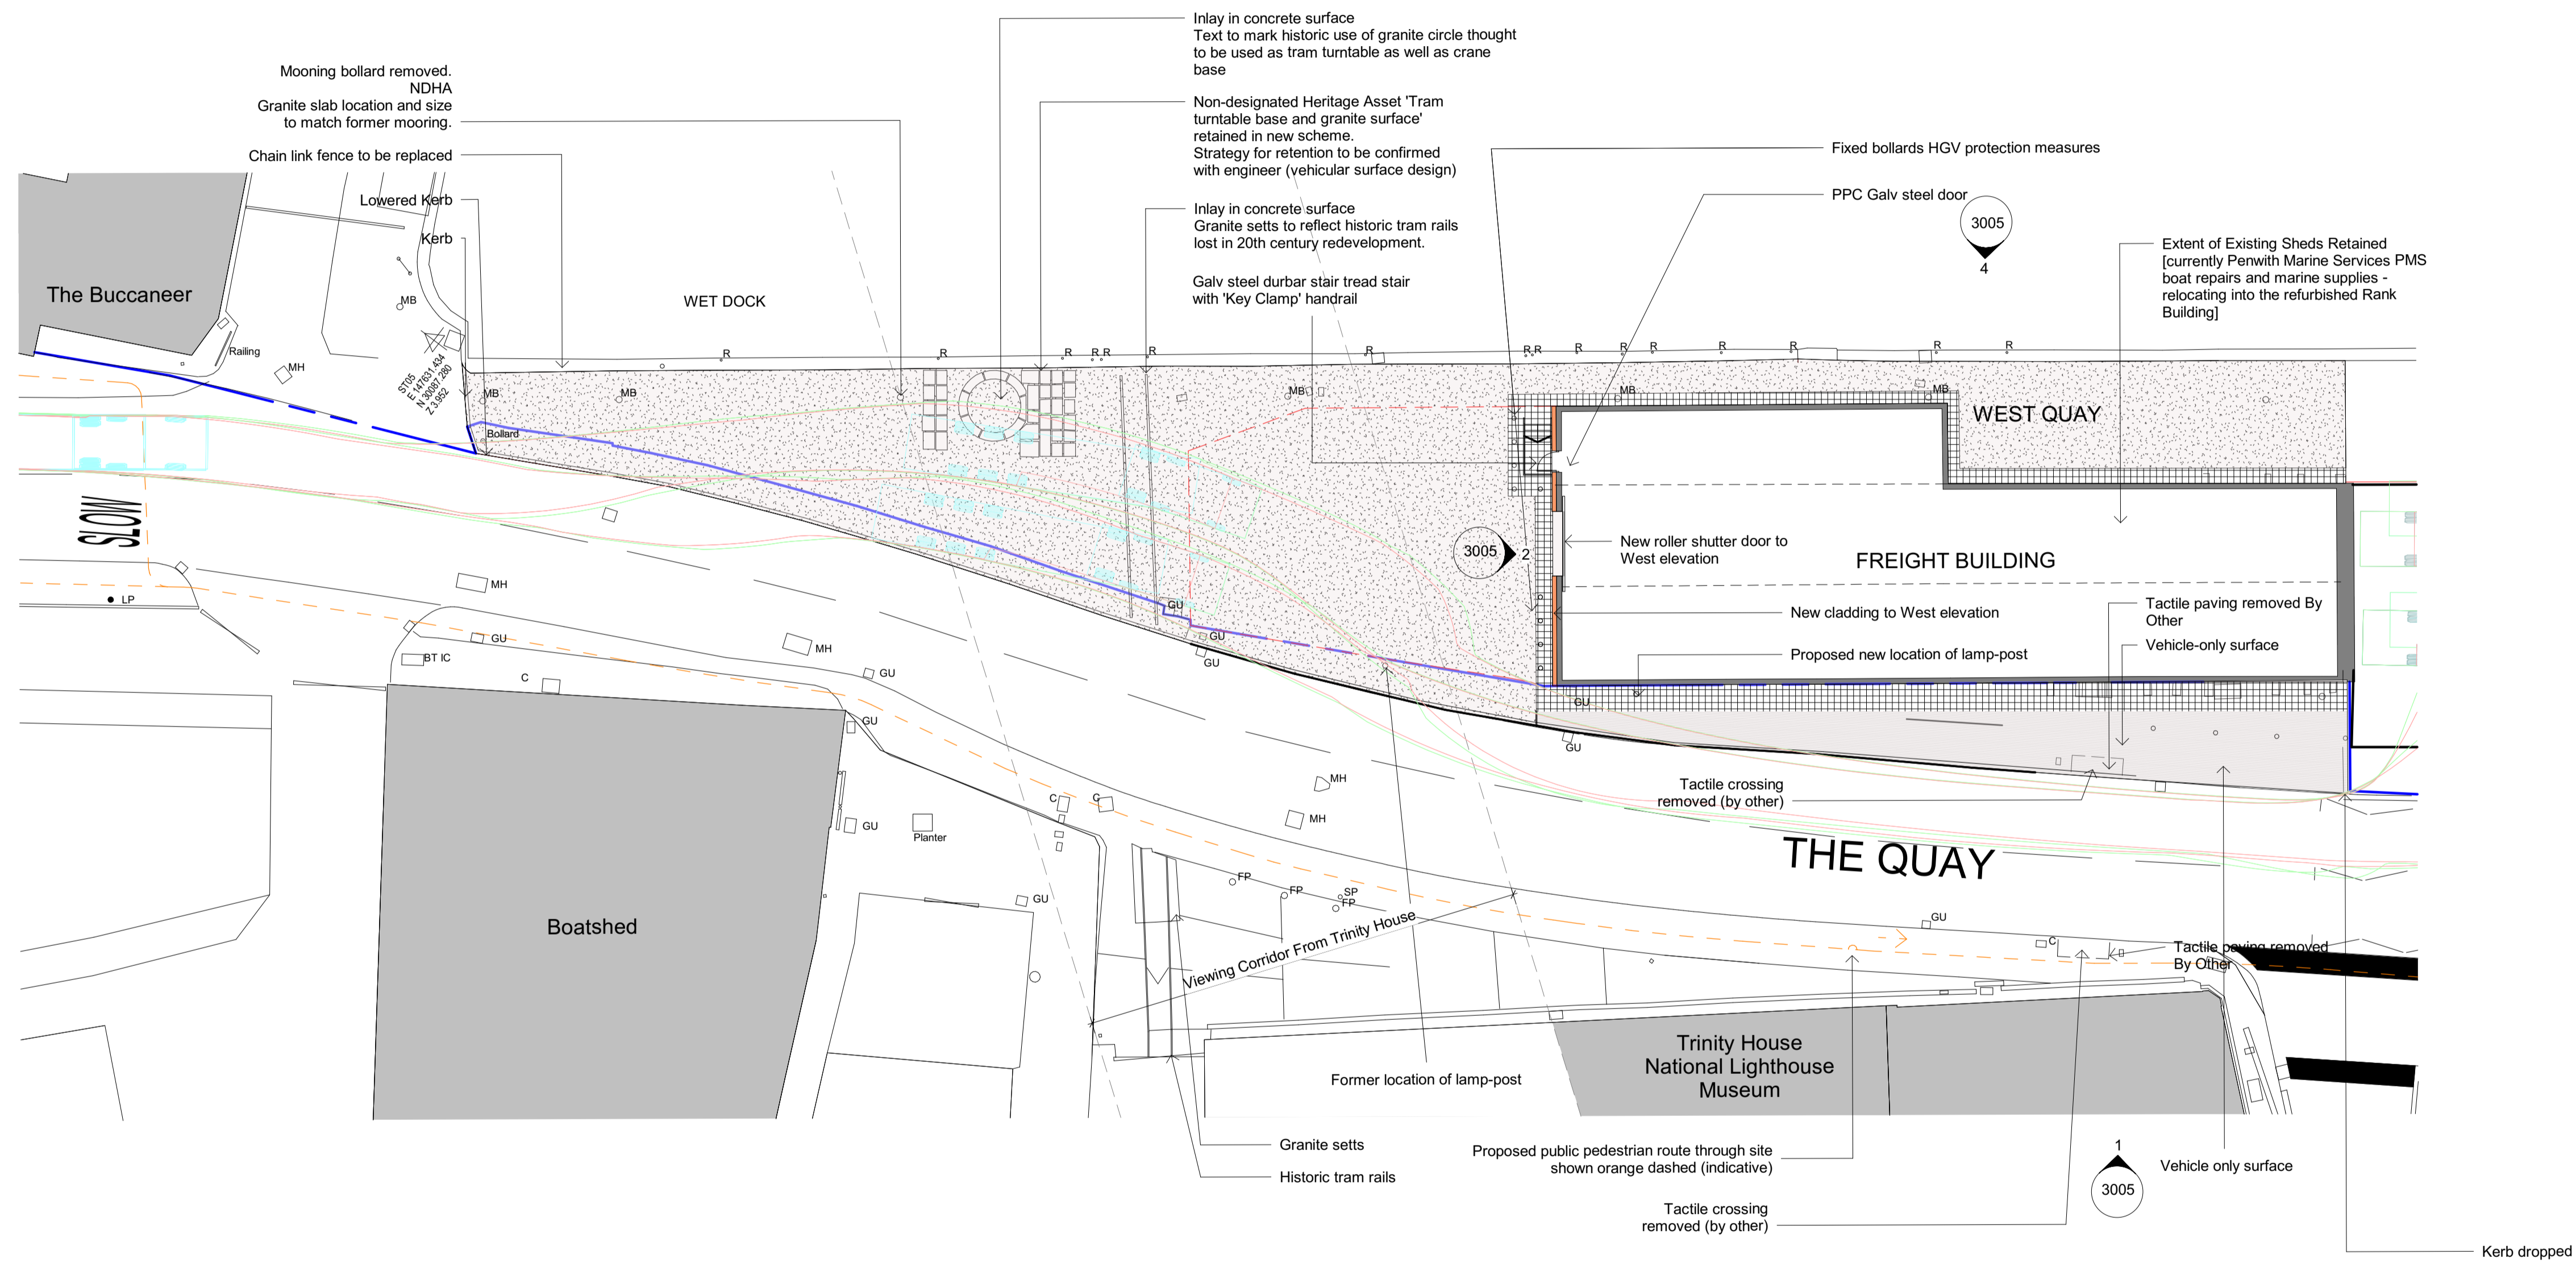 Inlay in concrete surface
Text to mark historic use of granite circle thought
to be used as tram turntable as well as crane
base
Mooning bollard removed.
NDHA
Granite slab location and size
to match former mooring.
Non-designated Heritage Asset 'Tram
turntable base and granite surface'
retained in new scheme.
Strategy for retention to be confirmed
with engineer (vehicular surface design)
Chain link fence to be replaced
Lowered Kerb
Kerb
Inlay in concrete surface
Granite setts to reflect historic tram rails
lost in 20th century redevelopment.
Galv steel durbar stair tread stair
with 'Key Clamp' handrail
Fixed bollards HGV protection measures
PPC Galv steel door
3005
4
Extent of Existing Sheds Retained
[currently Penwith Marine Services PMS
boat repairs and marine supplies -
relocating into the refurbished Rank
Building]
The Buccaneer
WET DOCK
MB
Railing
MH
ST05
E 147631.434
N 30087.280
Z 3.952
R
R
R
R R
R
R
R R
R
R
R
R
R
R
R
MB
MB
MB
MB
MB
Bollard
WEST QUAY
SLOW
3005
2
New roller shutter door to
West elevation
FREIGHT BUILDING
New cladding to West elevation
Proposed new location of lamp-post
Tactile paving removed By
Other
Vehicle-only surface
LP
MH
GU
BT IC
C
MH
GU
GU
GU
GU
GU
GU
GU
GU
Planter
GU
C
C
MH
MH
Tactile crossing
removed (by other)
THE QUAY
Boatshed
FP
FP
SP
FP
Viewing Corridor From Trinity House
GU
C
Tactile paving removed
By Other
Trinity House
National Lighthouse
Museum
Former location of lamp-post
Granite setts
Historic tram rails
Proposed public pedestrian route through site
shown orange dashed (indicative)
Tactile crossing
removed (by other)
1
3005
Vehicle only surface
Kerb dropped